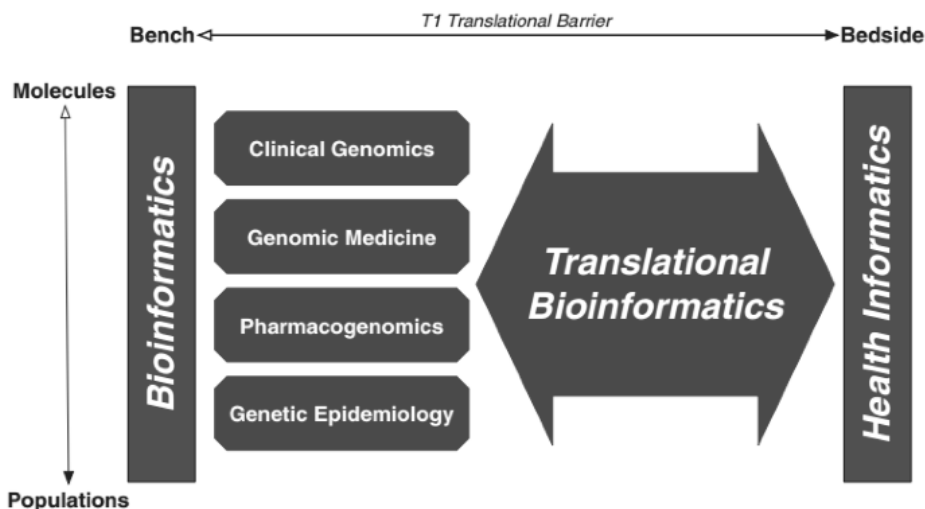 T1 Translational Barrier
Bench
Bedside
Molecules
Populations
Bioinformatics
Clinical Genomics
Genomic Medicine
Pharmacogenomics
Genetic Epidemiology
Translational
Bioinformatics
Health Informatics